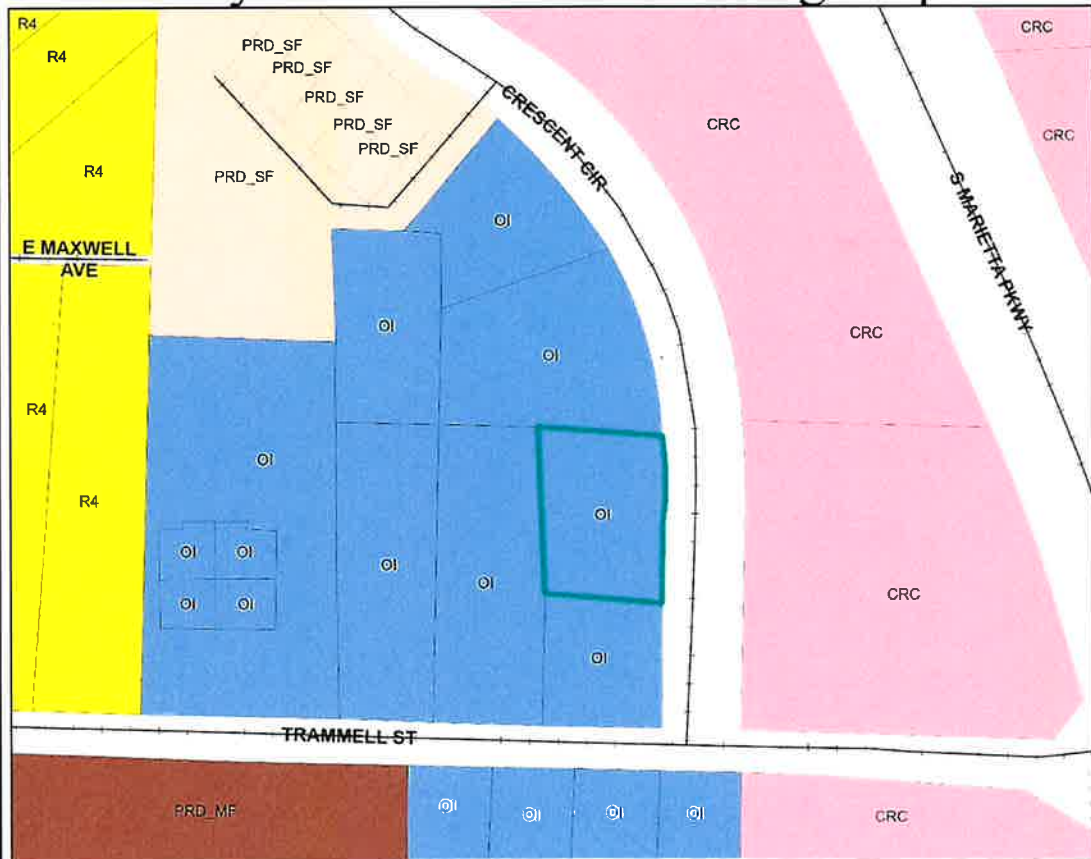 R4
R4
R4
E MAXWELL
AVE
R4
R4
PRD_SF
PRD_SF
PRD_SF
PRD_SF
PRD_SF
PRD_SF
CRESCENT CIR
CRC
CRC
CRC
S MARIETTA PKWY
CRC
CRC
OI
OI
OI
OI
OI
OI
OI
OI
OI
OI
OI
OI
TRAMMELL ST
PRD_MF
OI
OI
OI
OI
CRC